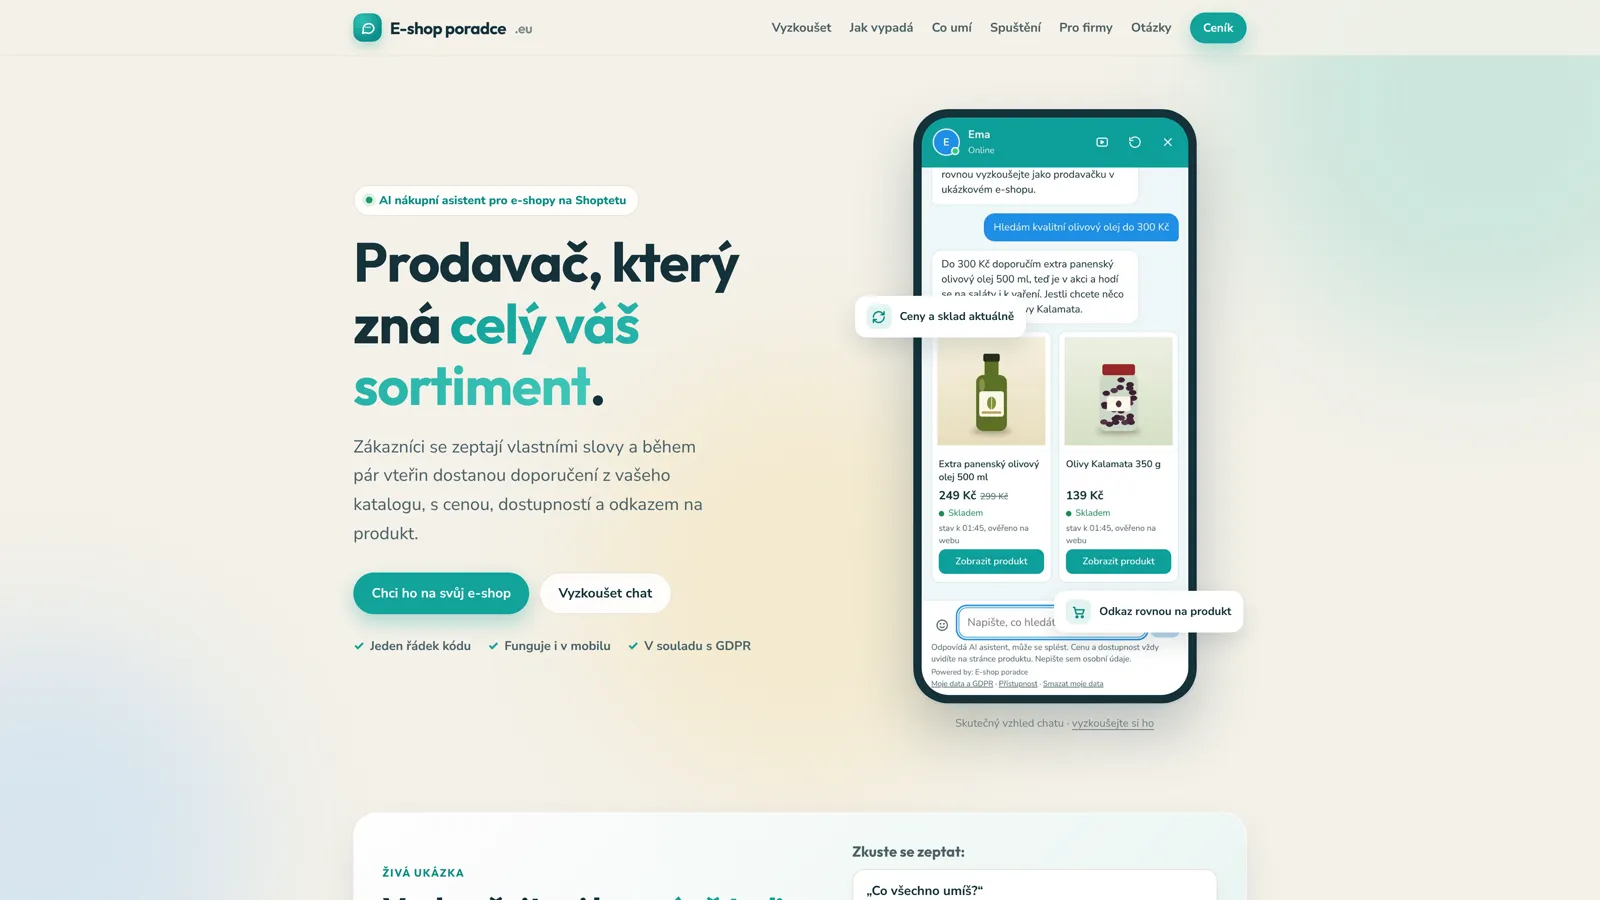 E-shop poradce .eu
Vyzkoušet
Jak vypadá
Co umí
Spuštění
Pro firmy
Otázky
Ceník
AI nákupní asistent pro e-shopy na Shoptetu
Prodavač, který
zná celý váš
sortiment.
Zákazníci se zeptají vlastními slovy a během
pár vteřin dostanou doporučení z vašeho
katalogu, s cenou, dostupností a odkazem na
produkt.
Chci ho na svůj e-shop
Vyzkoušet chat
Jeden řádek kódu
Funguje i v mobilu
V souladu s GDPR
E
Ema
Online
rovnou vyzkoušejte jako prodavačku v
ukázkovém e-shopu.
Hledám kvalitní olivový olej do 300 Kč
Do 300 Kč doporučím extra panenský
olivový olej 500 ml, teď je v akci a hodí
se na saláty i k vaření. Jestli chcete něco
Kalamata.
Ceny a sklad aktuálně
Extra panenský olivový
olej 500 ml
249 Kč 299 Kč
Skladem
stav k 01:45, ověřeno na
webu
Zobrazit produkt
Olivy Kalamata 350 g
139 Kč
Skladem
stav k 01:45, ověřeno na
webu
Zobrazit produkt
Odkaz rovnou na produkt
Napište, co hledát
Odpovídá AI asistent, může se splést. Cenu a dostupnost vždy
uvidíte na stránce produktu. Nepište sem osobní údaje.
Powered by: E-shop poradce
Moje data a GDPR · Přístupnost · Smazat moje data
Skutečný vzhled chatu · vyzkoušejte si ho
ŽIVÁ UKÁZKA
Zkuste se zeptat:
„Co všechno umíš?“